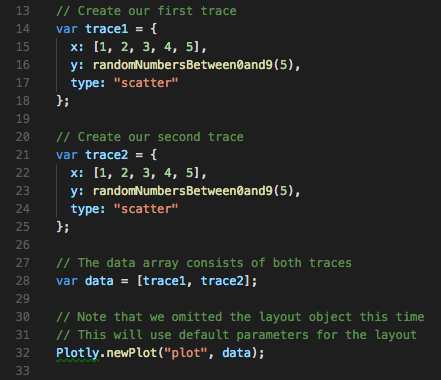 13 // Create our first trace
14 var trace1 = {
15 x: [1, 2, 3, 4, 5],
16 y: randomNumbersBetween0and9(5),
17 type: "scatter"
18 };
19
20 // Create our second trace
21 var trace2 = {
22 x: [1, 2, 3, 4, 5],
23 y: randomNumbersBetween0and9(5),
24 type: "scatter"
25 };
26
27 // The data array consists of both traces
28 var data = [trace1, trace2];
29
30 // Note that we omitted the layout object this time
31 // This will use default parameters for the layout
32 Plotly.newPlot("plot", data);
33